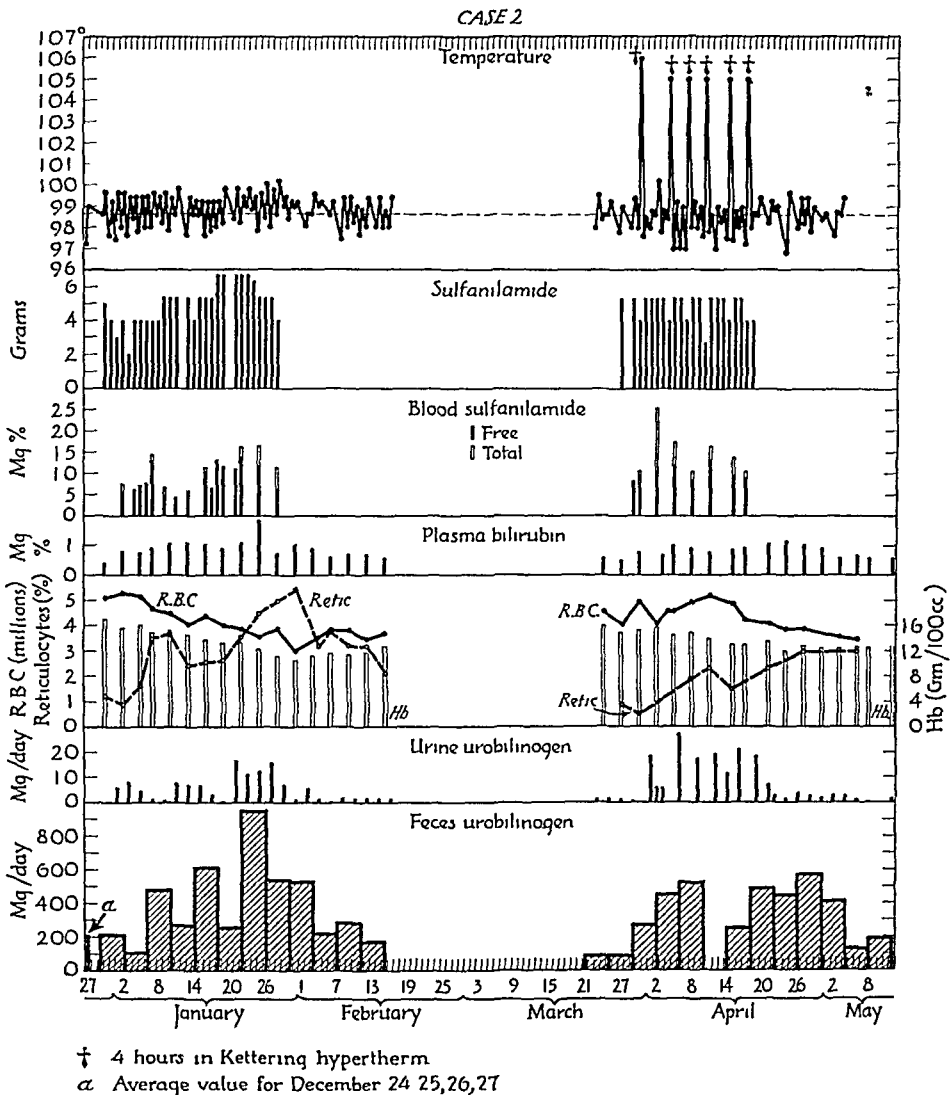 CASE 2
107°
106
105
104
103
102
101
100
99
98
97
96
Temperature
Grams
6
4
2
0
Sulfanilamide
Mg %
25
20
15
10
5
0
Blood sulfanilamide
Free
Total
Mg %
1
0
Plasma bilirubin
R.B.C (millions)
Reticulocytes (%)
5
4
3
2
1
0
R.B.C
Retic
Hb
R.B.C.
Retic
Hb
16
12
8
4
0
Hb (Gm/100cc)
Mg/day
20
10
0
Urine urobilinogen
Mg/day
800
600
400
200
0
a
Feces urobilinogen
27 2 8 14 20 26 1 7 13 19 25 3 9 15 21 27 2 8 14 20 26 2 8
January February March April May
‡ 4 hours in Kettering hypertherm
a Average value for December 24 25,26,27